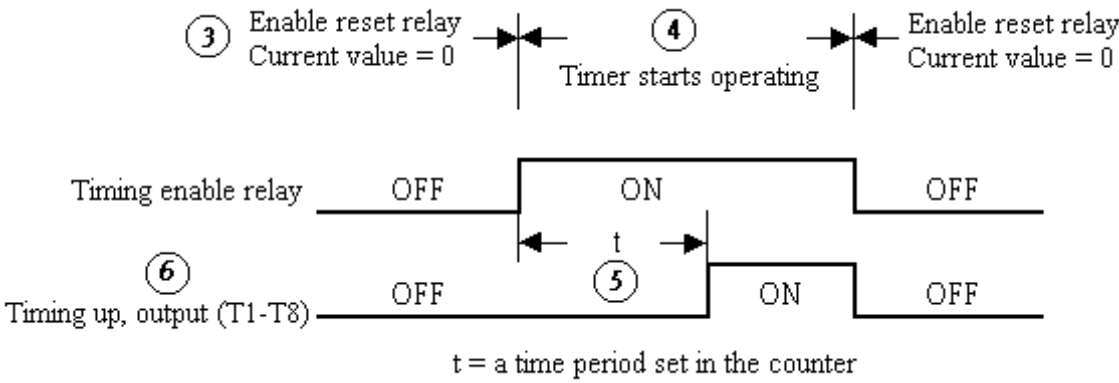 3 Enable reset relay
Current value = 0
4
Timer starts operating
Enable reset relay
Current value = 0
Timing enable relay OFF ON OFF
t
5
6
Timing up, output (T1-T8) OFF ON OFF
t = a time period set in the counter